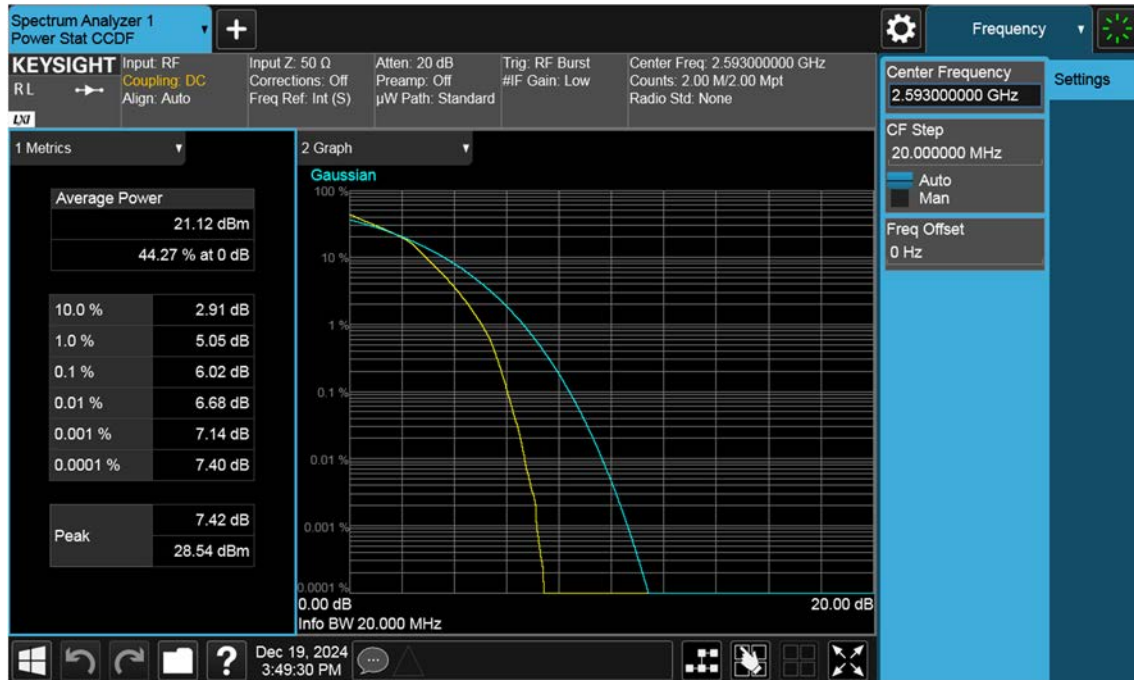 Spectrum Analyzer 1
Power Stat CCDF
Frequency
KEYSIGHT
R L
LXI
Input: RF
Coupling: DC
Align: Auto
Input Z: 50 Ω
Corrections: Off
Freq Ref: Int (S)
Atten: 20 dB
Preamp: Off
µW Path: Standard
Trig: RF Burst
#IF Gain: Low
Center Freq: 2.593000000 GHz
Counts: 2.00 M/2.00 Mpt
Radio Std: None
Center Frequency
2.593000000 GHz
Settings
CF Step
20.000000 MHz
Auto
Man
Freq Offset
0 Hz
1 Metrics
Average Power
21.12 dBm
44.27 % at 0 dB
10.0 % 2.91 dB
1.0 % 5.05 dB
0.1 % 6.02 dB
0.01 % 6.68 dB
0.001 % 7.14 dB
0.0001 % 7.40 dB
Peak 7.42 dB
28.54 dBm
2 Graph
Gaussian
100 %
10 %
1 %
0.1 %
0.01 %
0.001 %
0.0001 %
0.00 dB 20.00 dB
Info BW 20.000 MHz
?
Dec 19, 2024
3:49:30 PM